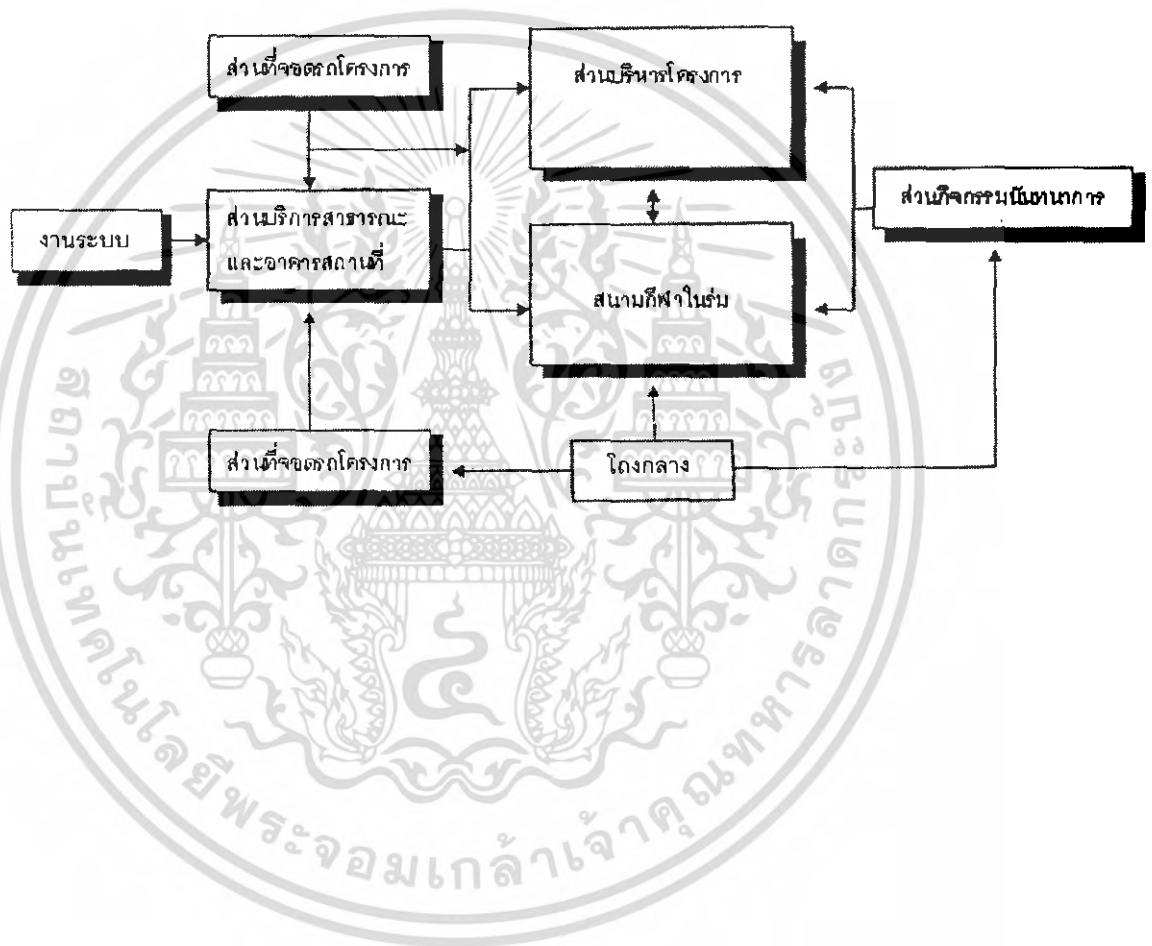 ส่วนที่จอดรถโครงการ
ส่วนบริหารโครงการ
ส่วนกิจกรรมนันทนาการ
งานระบบ
ส่วนบริการสาธารณะ
และอาคารสถานที่
สนามกีฬาในร่ม
ส่วนที่จอดรถโครงการ
โถงกลาง
สถาบันเทคโนโลยีพระจอมเกล้าเจ้าคุณทหารลาดกระบัง